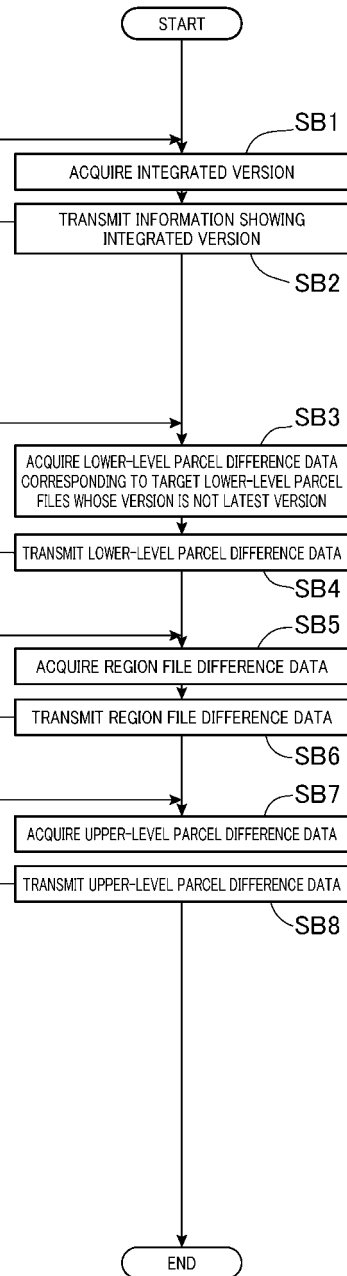 START
SB1
ACQUIRE INTEGRATED VERSION
TRANSMIT INFORMATION SHOWING
INTEGRATED VERSION
SB2
SB3
ACQUIRE LOWER-LEVEL PARCEL DIFFERENCE DATA
CORRESPONDING TO TARGET LOWER-LEVEL PARCEL
FILES WHOSE VERSION IS NOT LATEST VERSION
TRANSMIT LOWER-LEVEL PARCEL DIFFERENCE DATA
SB4
SB5
ACQUIRE REGION FILE DIFFERENCE DATA
TRANSMIT REGION FILE DIFFERENCE DATA
SB6
SB7
ACQUIRE UPPER-LEVEL PARCEL DIFFERENCE DATA
TRANSMIT UPPER-LEVEL PARCEL DIFFERENCE DATA
SB8
END